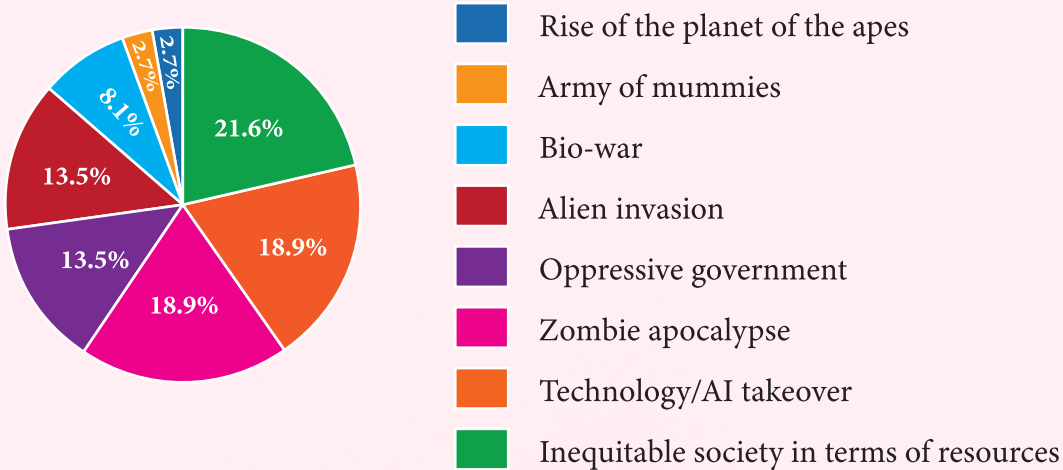 2.7%
2.7%
8.1%
21.6%
13.5%
18.9%
13.5%
18.9%
Rise of the planet of the apes
Army of mummies
Bio-war
Alien invasion
Oppressive government
Zombie apocalypse
Technology/AI takeover
Inequitable society in terms of resources